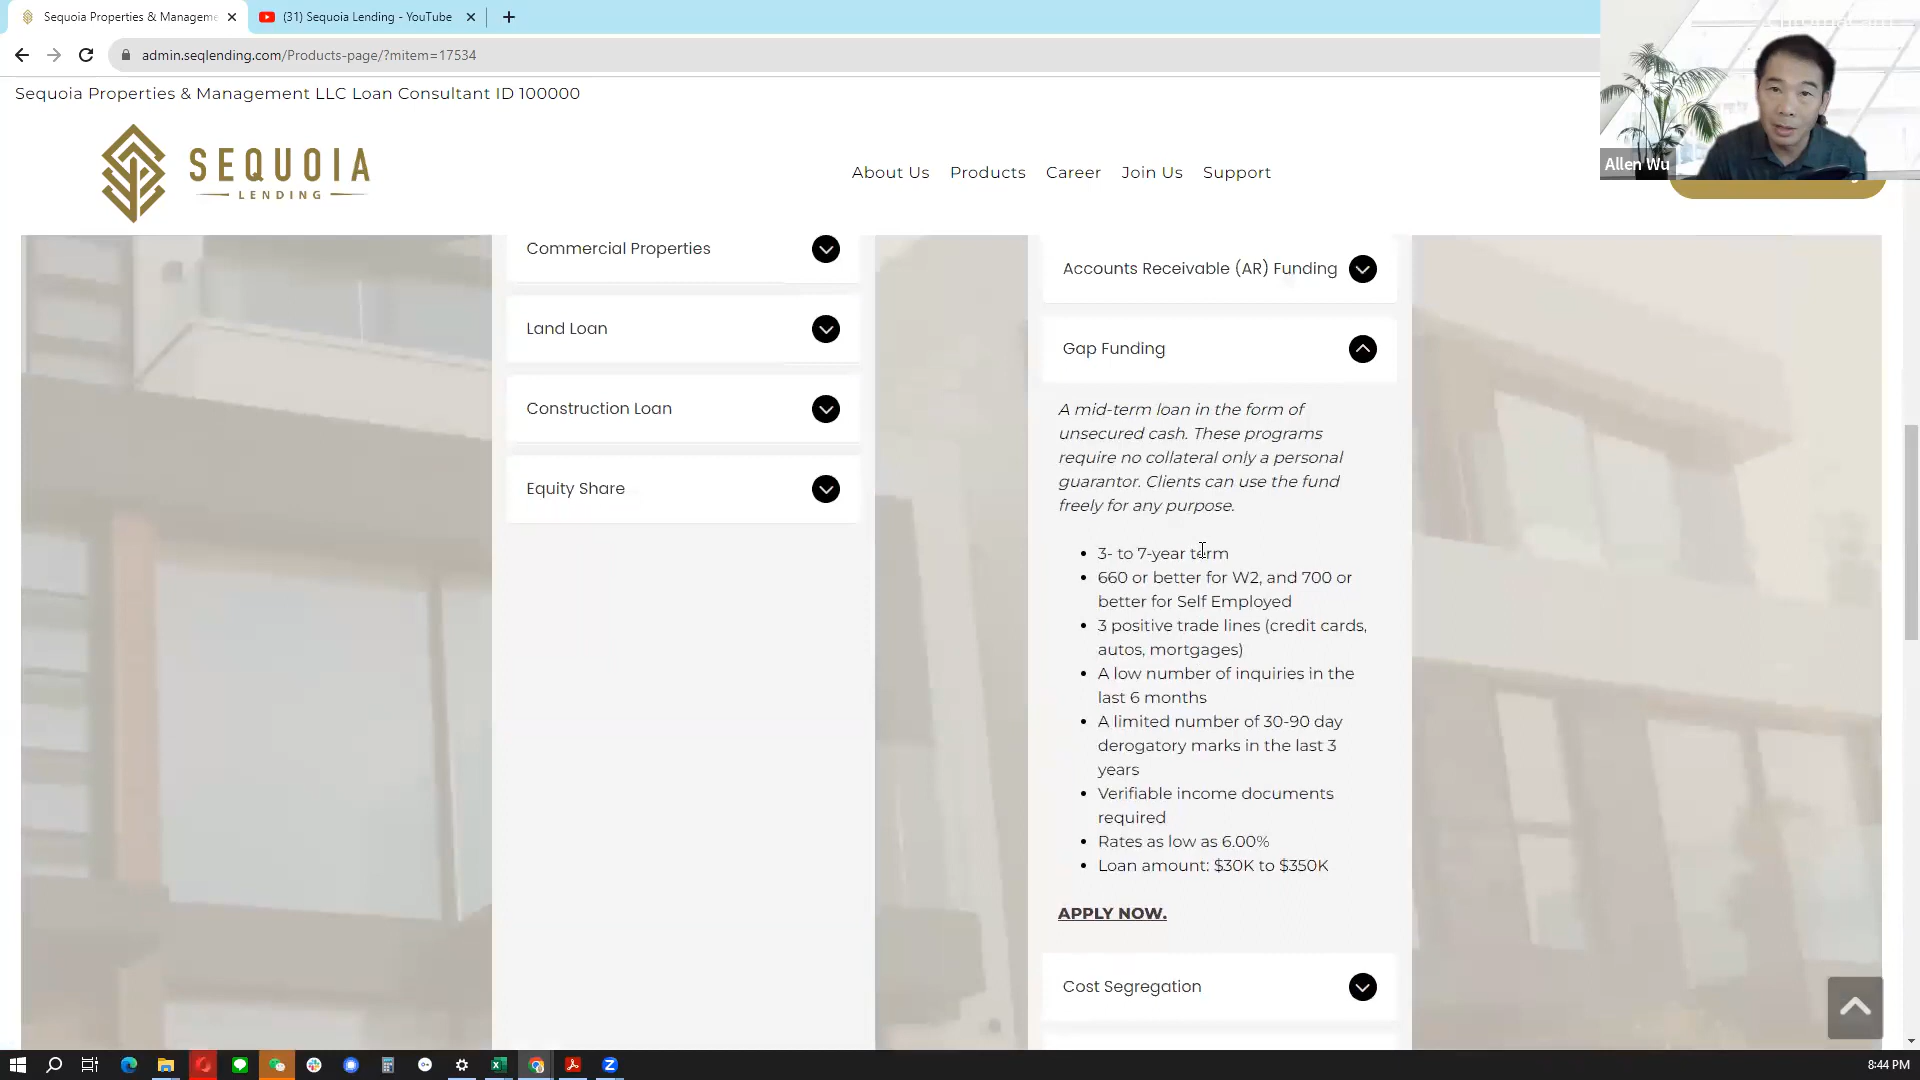 Sequoia Properties & Manageme
(31) Sequoia Lending - YouTube
admin.seqlending.com/Products-page/?mitem=17534
Sequoia Properties & Management LLC Loan Consultant ID 100000
SEQUOIA
LENDING
About Us
Products
Career
Join Us
Support
Allen Wu
Commercial Properties
Land Loan
Construction Loan
Equity Share
Accounts Receivable (AR) Funding
Gap Funding
A mid-term loan in the form of
unsecured cash. These programs
require no collateral only a personal
guarantor. Clients can use the fund
freely for any purpose.
3- to 7-year term
660 or better for W2, and 700 or
better for Self Employed
3 positive trade lines (credit cards,
autos, mortgages)
A low number of inquiries in the
last 6 months
A limited number of 30-90 day
derogatory marks in the last 3
years
Verifiable income documents
required
Rates as low as 6.00%
Loan amount: $30K to $350K
APPLY NOW.
Cost Segregation
8:44 PM